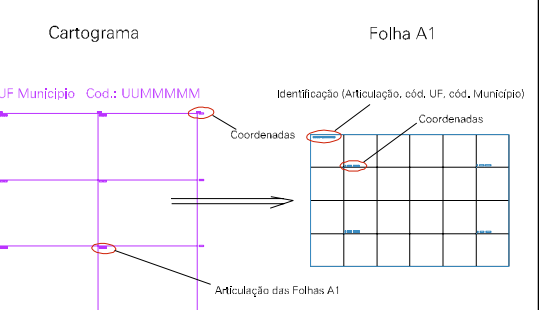 Cartograma
Folha A1
UF Município Cod.: UUMMMMM
Identificação (Articulação, cód. UF, cód. Município)
Coordenadas
Coordenadas
Articulação das Folhas A1